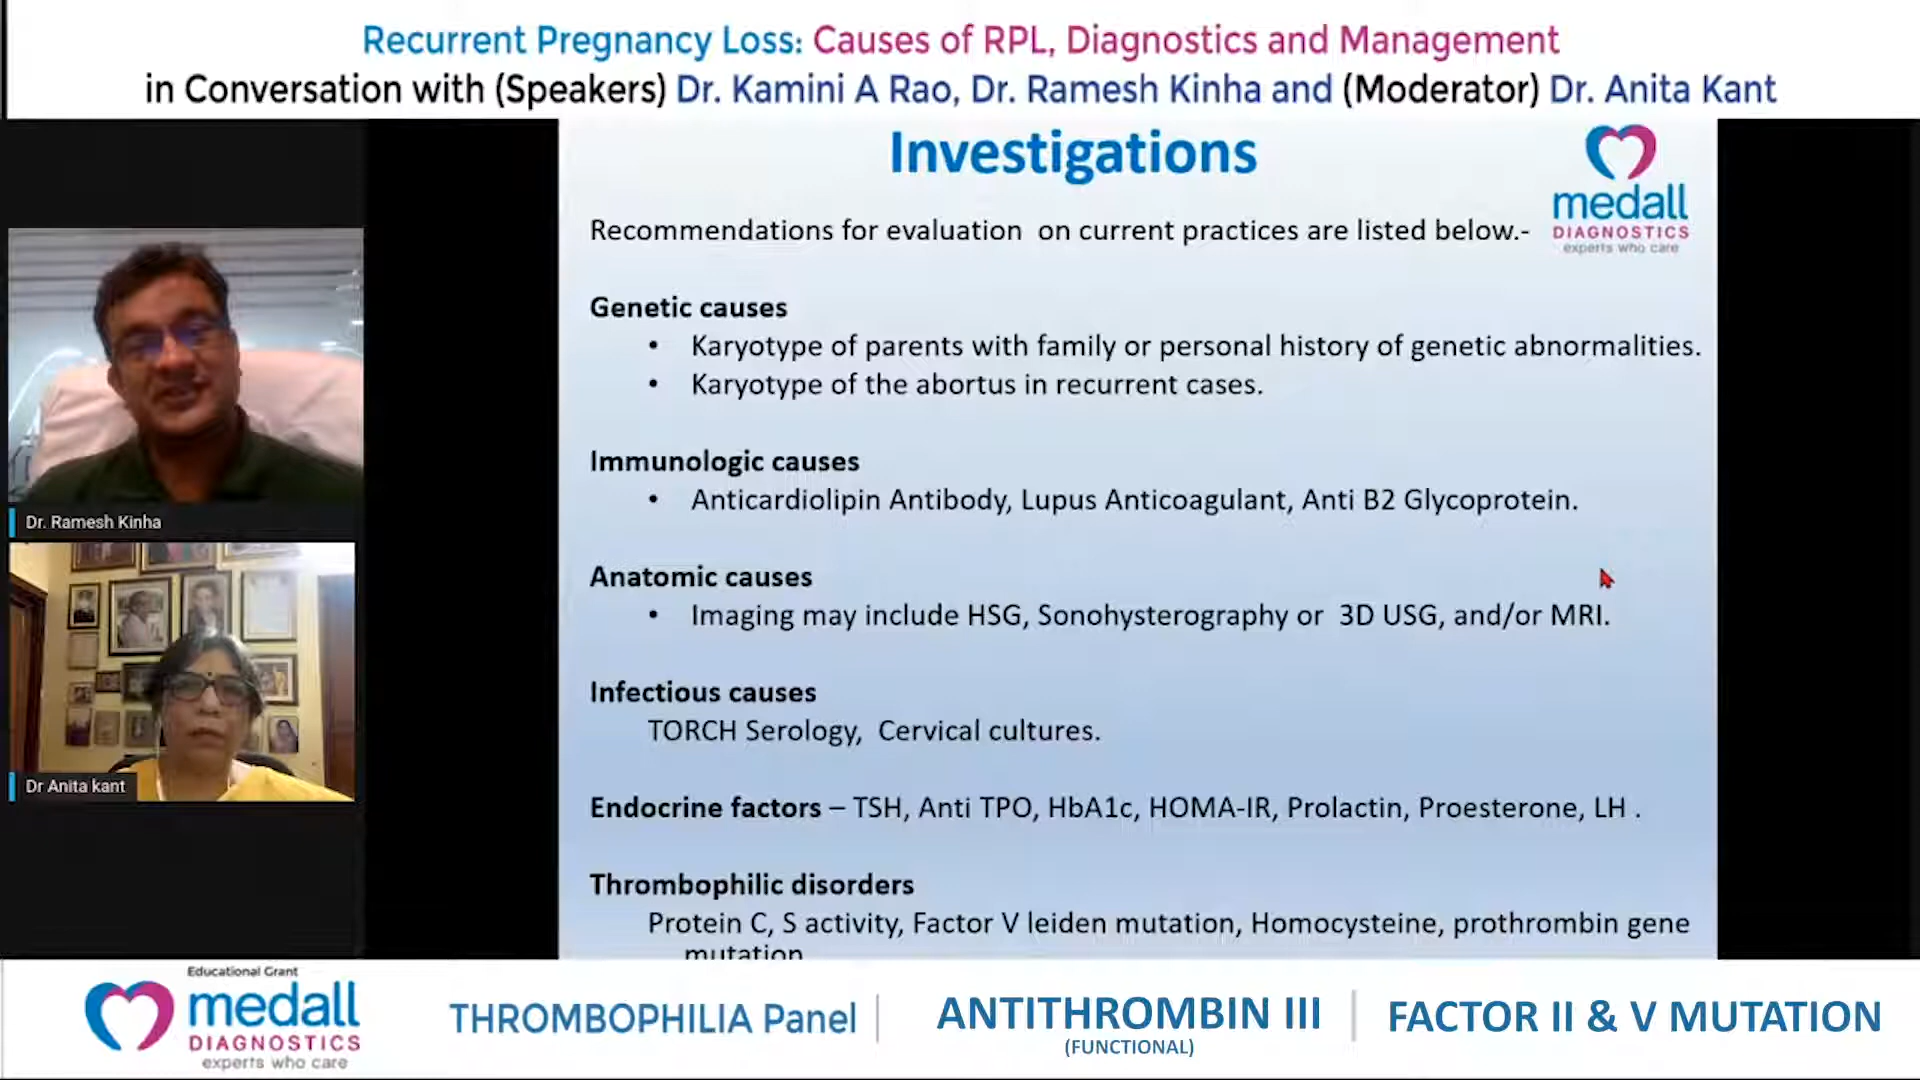 Recurrent Pregnancy Loss: Causes of RPL, Diagnostics and Management
in Conversation with (Speakers) Dr. Kamini A Rao, Dr. Ramesh Kinha and (Moderator) Dr. Anita Kant
Investigations
medall
DIAGNOSTICS
experts who care
Recommendations for evaluation  on current practices are listed below.-
Genetic causes
• Karyotype of parents with family or personal history of genetic abnormalities.
• Karyotype of the abortus in recurrent cases.
Immunologic causes
• Anticardiolipin Antibody, Lupus Anticoagulant, Anti B2 Glycoprotein.
Anatomic causes
• Imaging may include HSG, Sonohysterography or  3D USG, and/or MRI.
Infectious causes
TORCH Serology,  Cervical cultures.
Endocrine factors – TSH, Anti TPO, HbA1c, HOMA-IR, Prolactin, Proesterone, LH .
Thrombophilic disorders
Protein C, S activity, Factor V leiden mutation, Homocysteine, prothrombin gene
mutation
Dr. Ramesh Kinha
Dr Anita kant
Educational Grant
medall
DIAGNOSTICS
experts who care
THROMBOPHILIA Panel
ANTITHROMBIN III
(FUNCTIONAL)
FACTOR II & V MUTATION